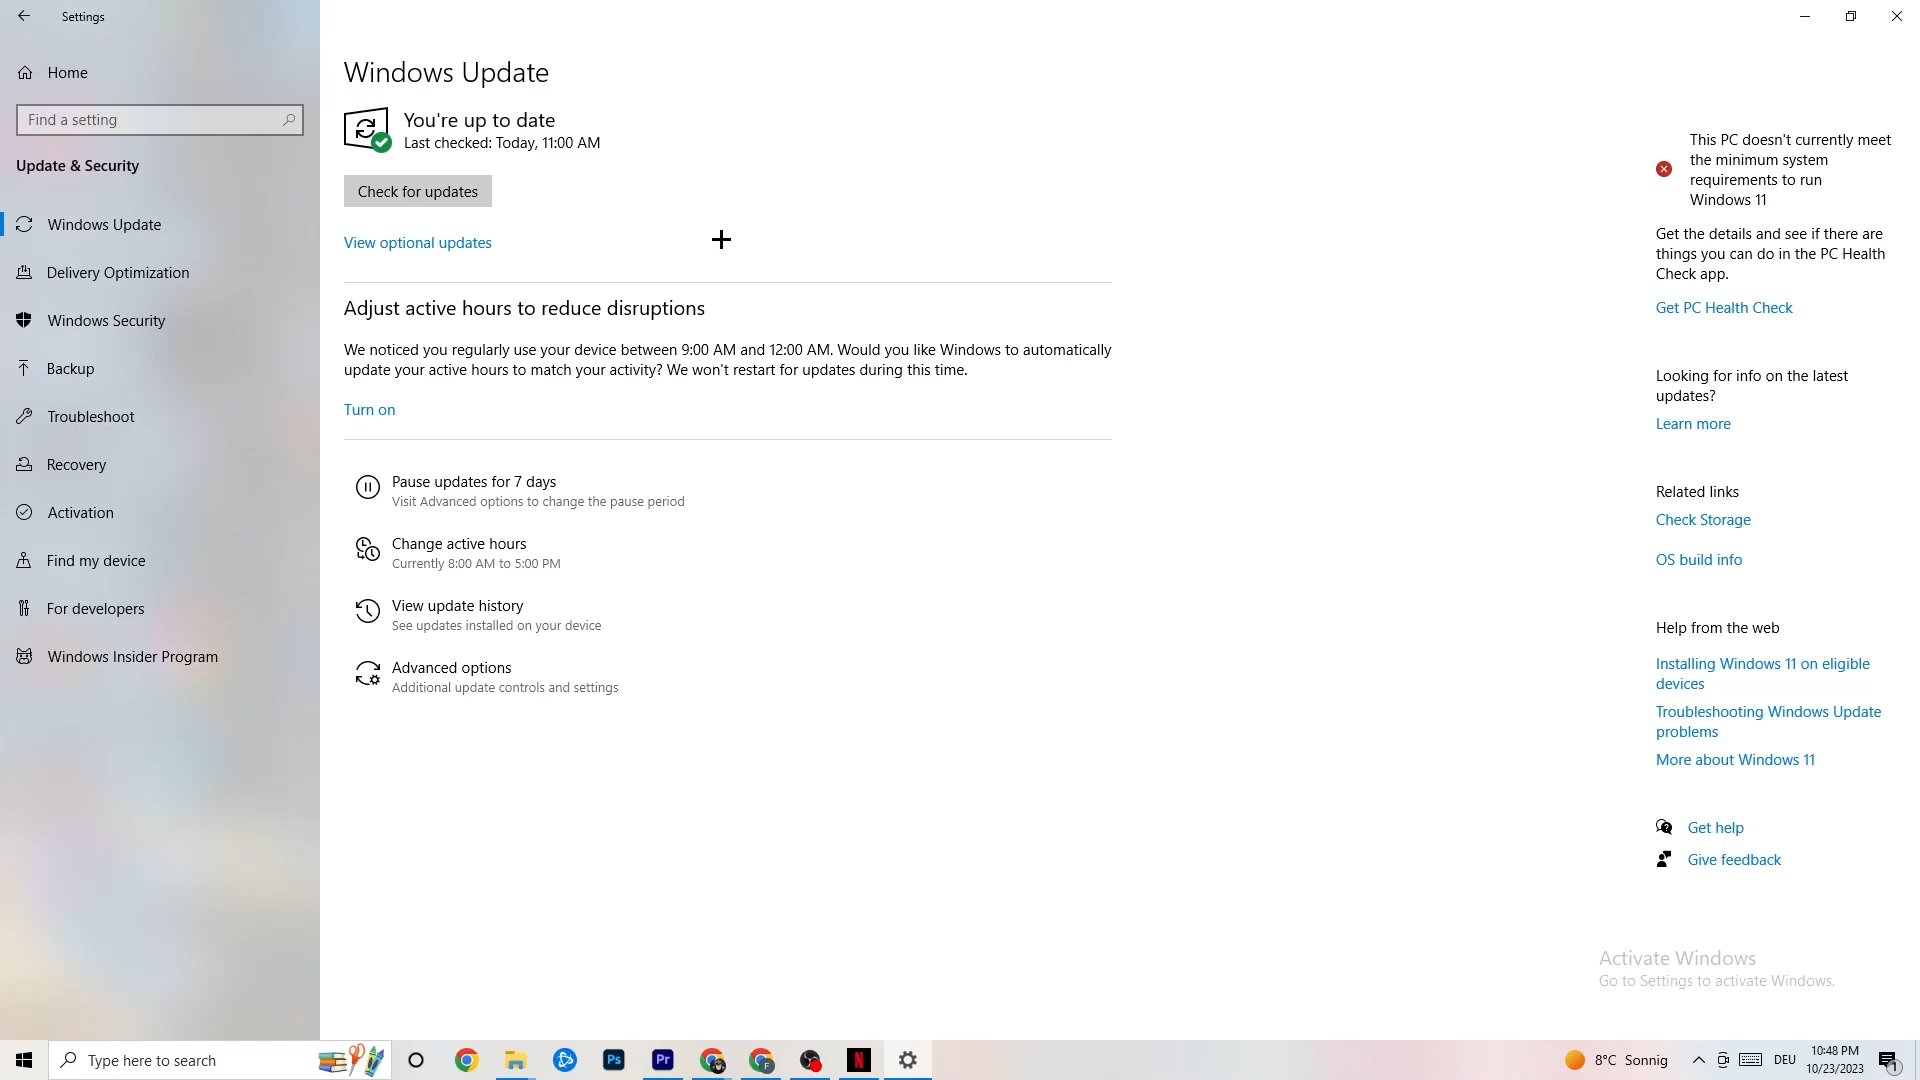 Settings
Home
Find a setting
Update & Security
Windows Update
Delivery Optimization
Windows Security
Backup
Troubleshoot
Recovery
Activation
Find my device
For developers
Windows Insider Program
Windows Update
You're up to date
Last checked: Today, 11:00 AM
Check for updates
View optional updates
Adjust active hours to reduce disruptions
We noticed you regularly use your device between 9:00 AM and 12:00 AM. Would you like Windows to automatically
update your active hours to match your activity? We won't restart for updates during this time.
Turn on
Pause updates for 7 days
Visit Advanced options to change the pause period
Change active hours
Currently 8:00 AM to 5:00 PM
View update history
See updates installed on your device
Advanced options
Additional update controls and settings
This PC doesn't currently meet
the minimum system
requirements to run
Windows 11
Get the details and see if there are
things you can do in the PC Health
Check app.
Get PC Health Check
Looking for info on the latest
updates?
Learn more
Related links
Check Storage
OS build info
Help from the web
Installing Windows 11 on eligible
devices
Troubleshooting Windows Update
problems
More about Windows 11
Get help
Give feedback
Activate Windows
Go to Settings to activate Windows.
Type here to search
Ps
Pr
F
N
8°C Sonnig
DEU
10:48 PM
10/23/2023
1